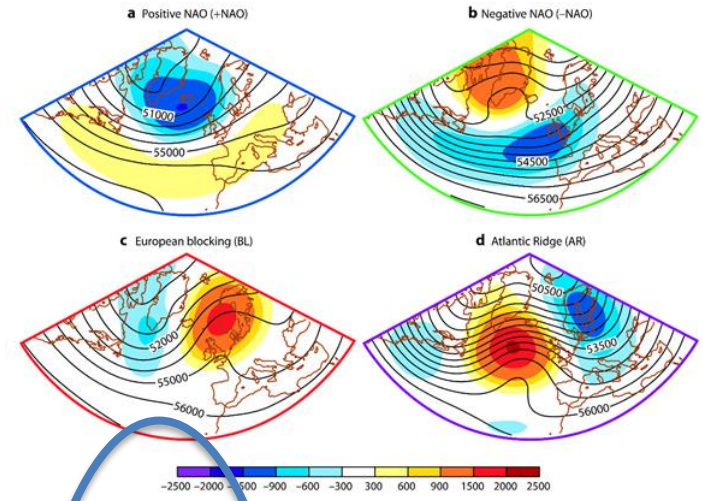 a Positive NAO (+NAO)
b Negative NAO (–NAO)
51000
55000
52500
54500
56500
c European blocking (BL)
d Atlantic Ridge (AR)
52000
55000
56000
50500
53500
56000
–2500 –2000 –1500 –900 –600 –300 300 600 900 1500 2000 2500